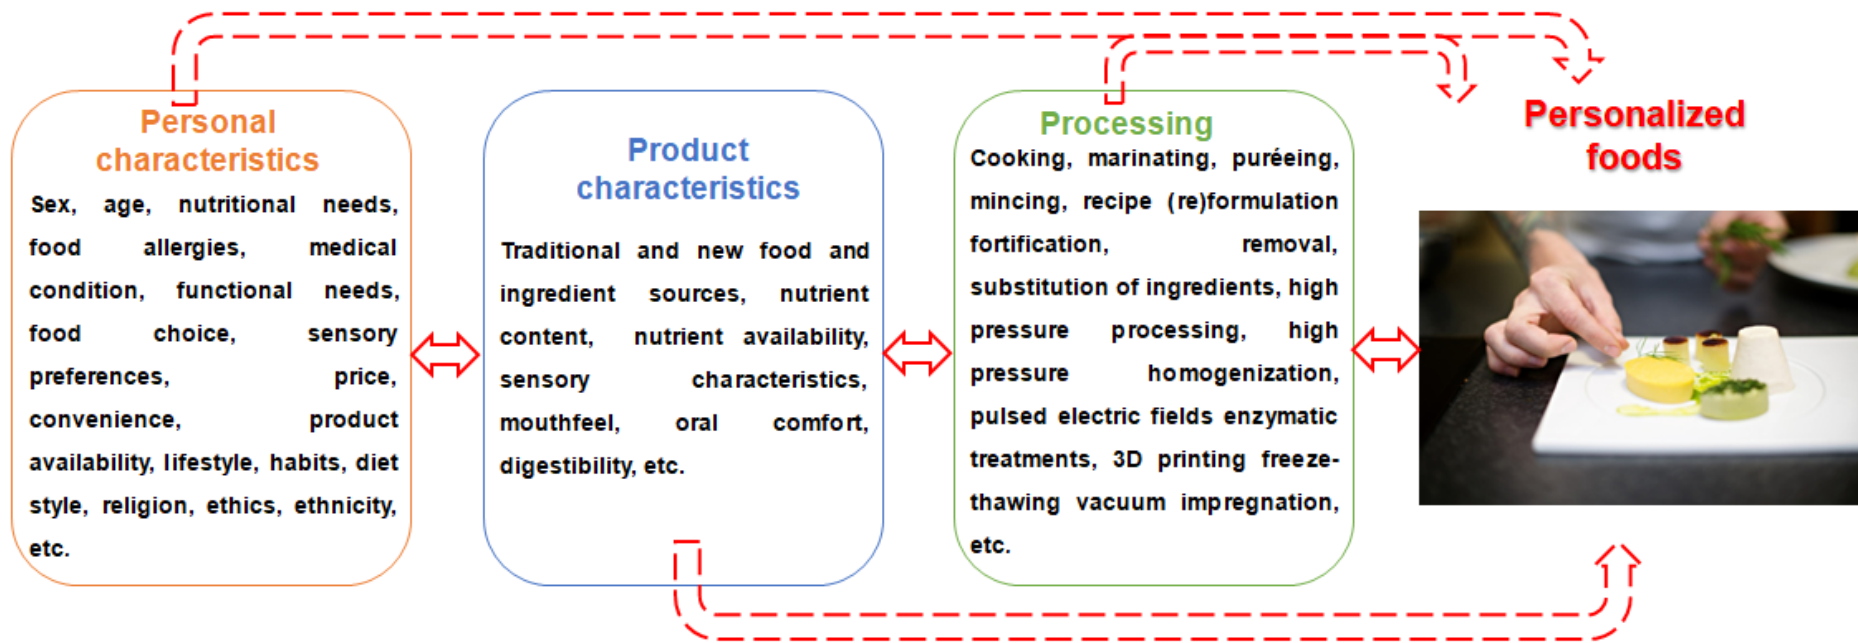 Personal
characteristics
Sex, age, nutritional needs,
food allergies, medical
condition, functional needs,
food choice, sensory
preferences, price,
convenience, product
availability, lifestyle, habits, diet
style, religion, ethics, ethnicity,
etc.
Product
characteristics
Traditional and new food and
ingredient sources, nutrient
content, nutrient availability,
sensory characteristics,
mouthfeel, oral comfort,
digestibility, etc.
Processing
Cooking, marinating, puréeing,
mincing, recipe (re)formulation
fortification, removal,
substitution of ingredients, high
pressure processing, high
pressure homogenization,
pulsed electric fields enzymatic
treatments, 3D printing freeze-
thawing vacuum impregnation,
etc.
Personalized
foods